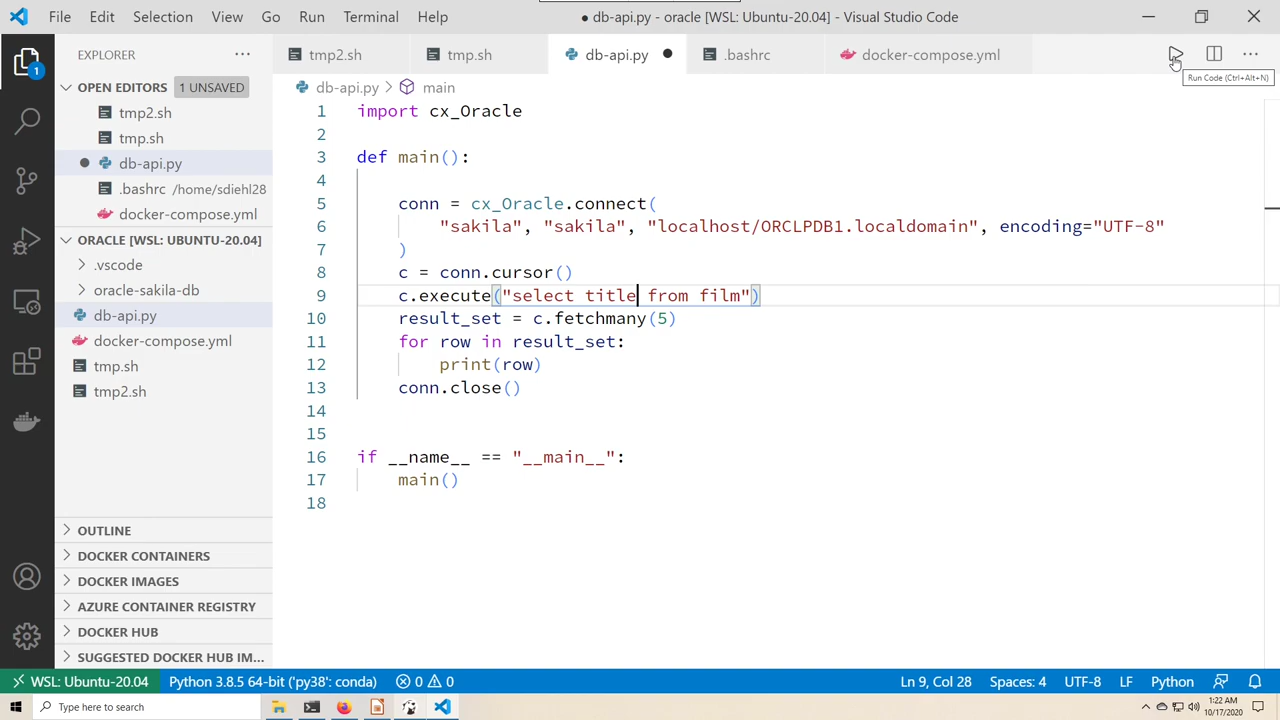 File Edit Selection View Go Run Terminal Help ● db-api.py - oracle [WSL: Ubuntu-20.04] - Visual Studio Code
EXPLORER ···
tmp2.sh tmp.sh db-api.py .bashrc docker-compose.yml
Run Code (Ctrl+Alt+N)
OPEN EDITORS 1 UNSAVED
tmp2.sh
tmp.sh
db-api.py
.bashrc /home/sdiehl28
docker-compose.yml
ORACLE [WSL: UBUNTU-20.04]
.vscode
oracle-sakila-db
db-api.py
docker-compose.yml
tmp.sh
tmp2.sh
OUTLINE
DOCKER CONTAINERS
DOCKER IMAGES
AZURE CONTAINER REGISTRY
DOCKER HUB
SUGGESTED DOCKER HUB IM...
1
db-api.py > main
1 import cx_Oracle
2
3 def main():
4
5 conn = cx_Oracle.connect(
6 "sakila", "sakila", "localhost/ORCLPDB1.localdomain", encoding="UTF-8"
7 )
8 c = conn.cursor()
9 c.execute("select title from film")
10 result_set = c.fetchmany(5)
11 for row in result_set:
12 print(row)
13 conn.close()
14
15
16 if __name__ == "__main__":
17 main()
18
WSL: Ubuntu-20.04 Python 3.8.5 64-bit ('py38': conda) 0 0 Ln 9, Col 28 Spaces: 4 UTF-8 LF Python
Type here to search
1:22 AM
10/17/2020